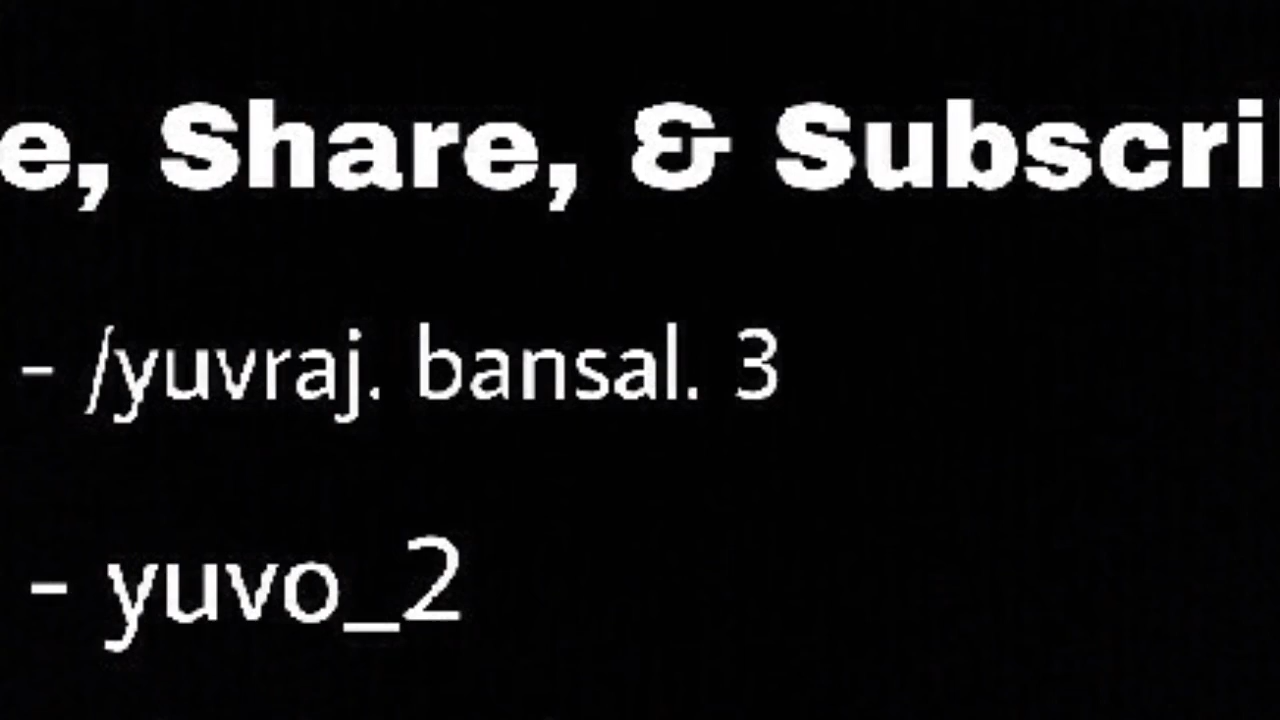 e, Share, & Subscri
- /yuvraj. bansal. 3
- yuvo_2